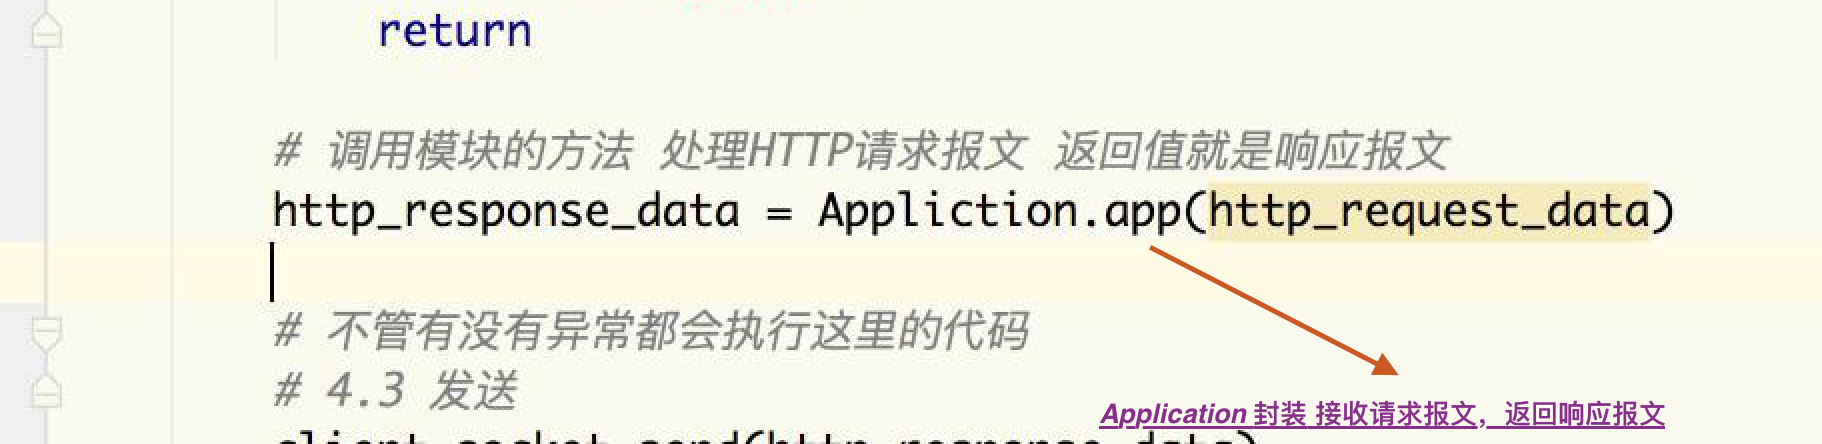 return
# 调用模块的方法 处理HTTP请求报文 返回值就是响应报文
http_response_data = Appliction.app(http_request_data)
# 不管有没有异常都会执行这里的代码
# 4.3 发送
Application 封装 接收请求报文，返回响应报文
client_socket.send(http_response_data)